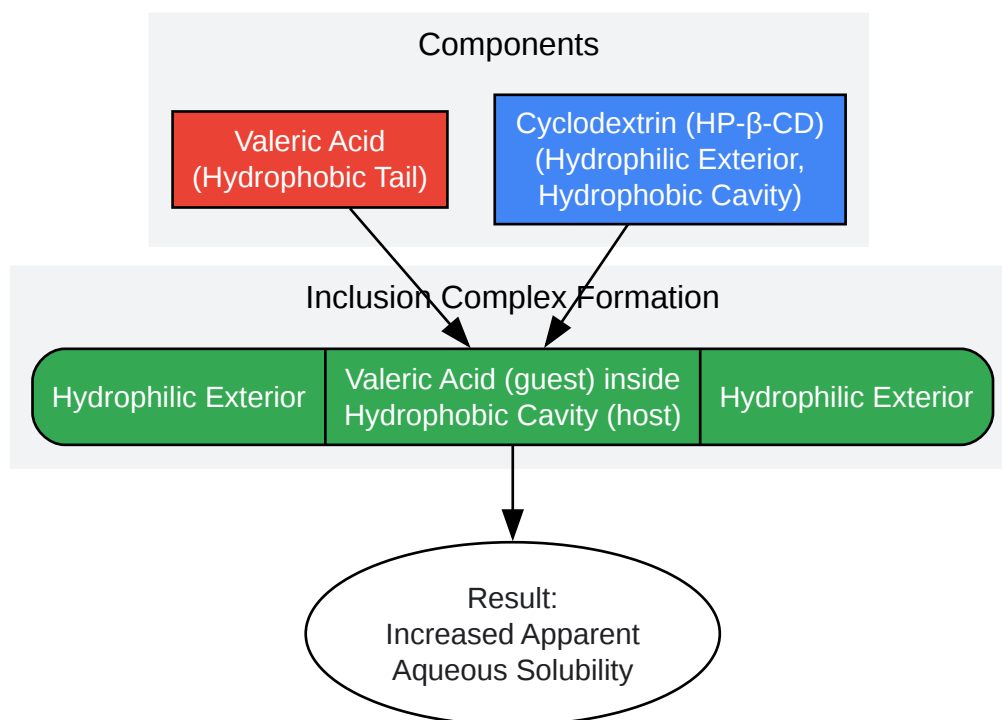 Components
Valeric Acid
(Hydrophobic Tail)
Cyclodextrin (HP-β-CD)
(Hydrophilic Exterior,
Hydrophobic Cavity)
Inclusion Complex Formation
Hydrophilic Exterior
Valeric Acid (guest) inside
Hydrophobic Cavity (host)
Hydrophilic Exterior
Result:
Increased Apparent
Aqueous Solubility